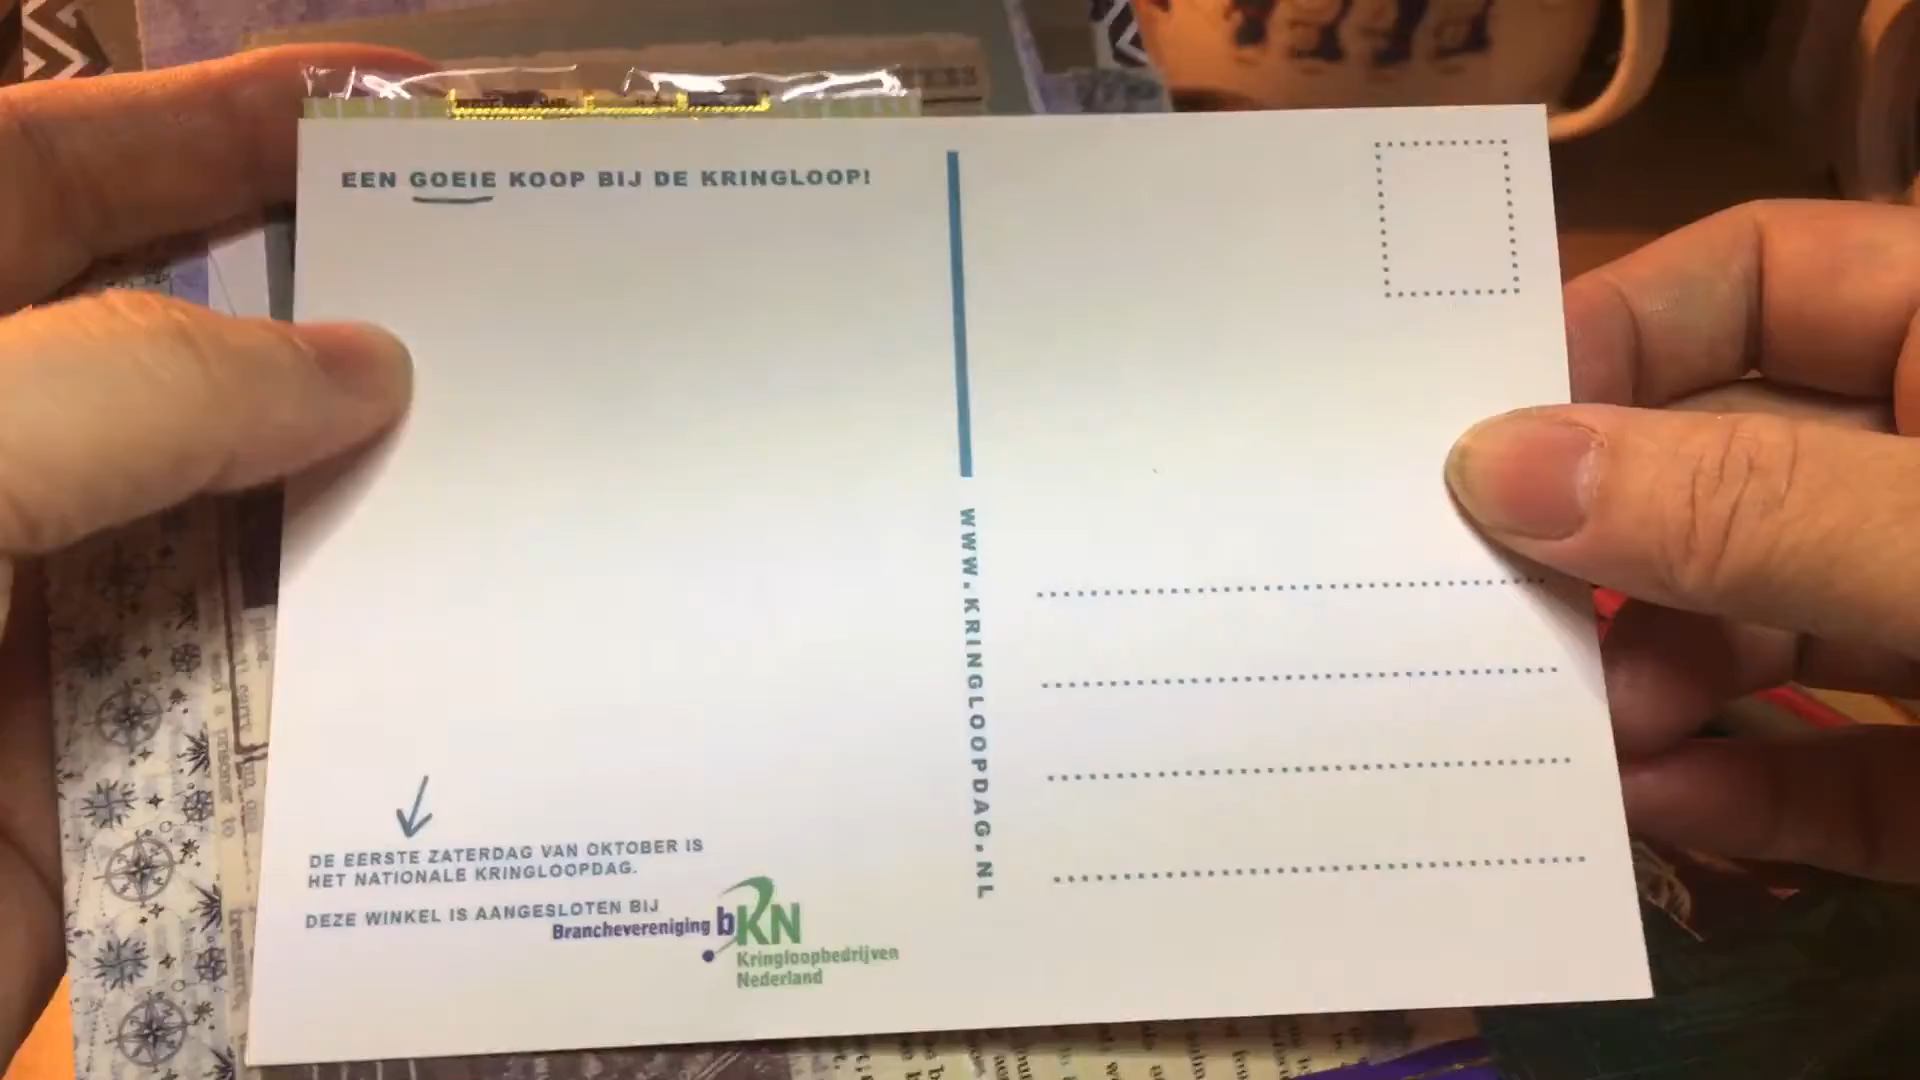 EEN GOEIE KOOP BIJ DE KRINGLOOP!
WWW.KRINGLOOPDAG.NL
DE EERSTE ZATERDAG VAN OKTOBER IS
HET NATIONALE KRINGLOOPDAG.
DEZE WINKEL IS AANGESLOTEN BIJ
Branchevereniging bKN
Kringloopbedrijven
Nederland